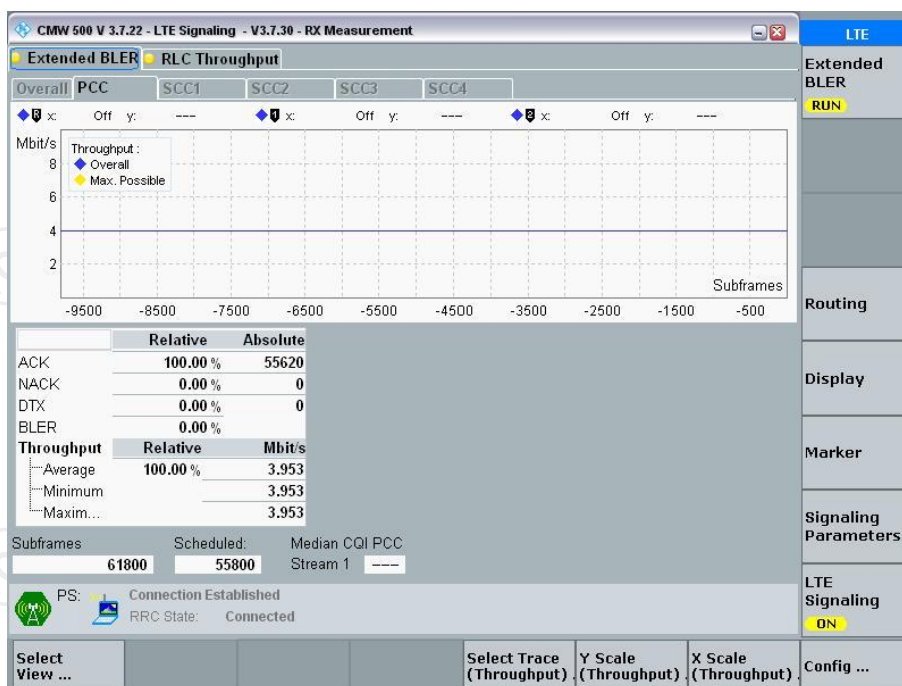 CMW 500 V 3.7.22 - LTE Signaling - V3.7.30 - RX Measurement
LTE
Extended BLER RLC Throughput
Extended BLER
RUN
Overall PCC SCC1 SCC2 SCC3 SCC4
R x: Off y: --- 1 x: Off y: --- 2 x: Off y: ---
Mbit/s
Throughput :
Overall
Max. Possible
8
6
4
2
Subframes
-9500 -8500 -7500 -6500 -5500 -4500 -3500 -2500 -1500 -500
Routing
Relative Absolute
ACK 100.00 % 55620
NACK 0.00 % 0
DTX 0.00 % 0
BLER 0.00 %
Display
Throughput Relative Mbit/s
Average 100.00 % 3.953
Minimum 3.953
Maxim... 3.953
Marker
Subframes Scheduled: Median CQI PCC
61800 55800 Stream 1 ---
Signaling Parameters
PS: Connection Established
RRC State: Connected
LTE Signaling
ON
Select View ...
Select Trace (Throughput) .
Y Scale (Throughput) .
X Scale (Throughput) .
Config ...